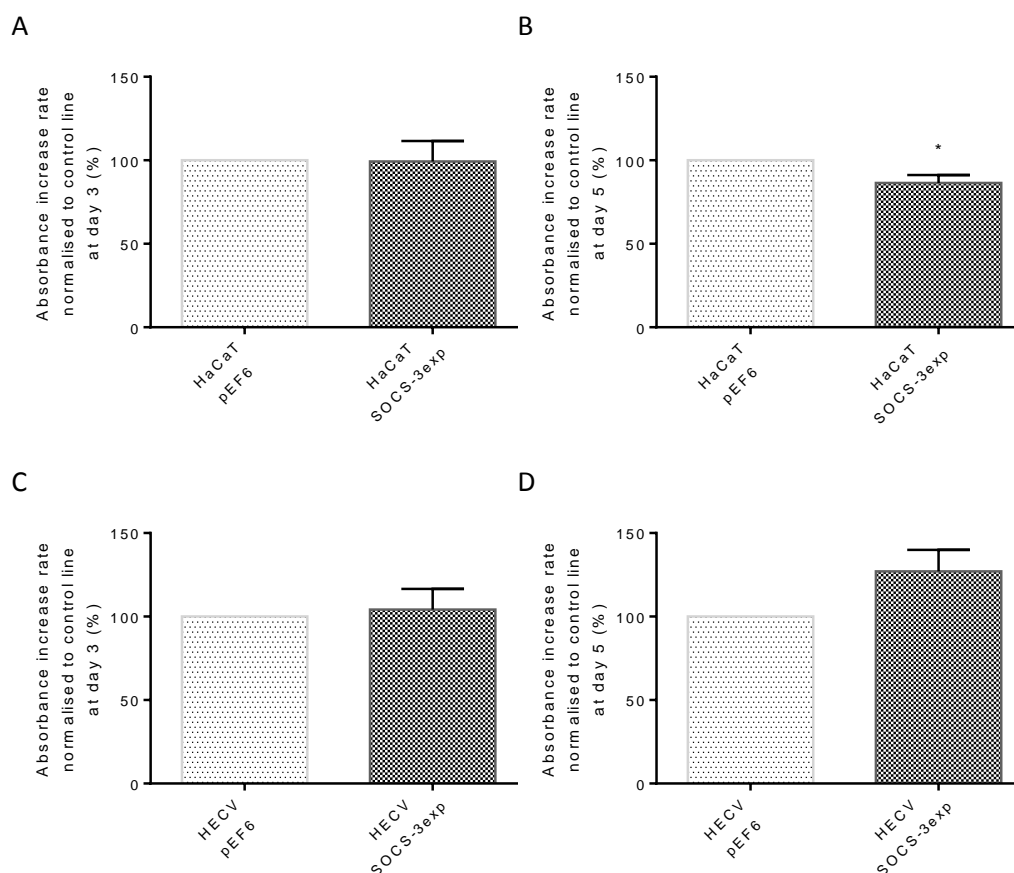 A
Absorbance increase rate
normalised to control line
at day 3 (%)
150
100
50
0
HaCaT
pEF6
HaCaT
SOCS-3exp
B
Absorbance increase rate
normalised to control line
at day 5 (%)
150
100
50
0
*
HaCaT
pEF6
HaCaT
SOCS-3exp
C
Absorbance increase rate
normalised to control line
at day 3 (%)
150
100
50
0
HECV
pEF6
HECV
SOCS-3exp
D
Absorbance increase rate
normalised to control line
at day 5 (%)
150
100
50
0
HECV
pEF6
HECV
SOCS-3exp